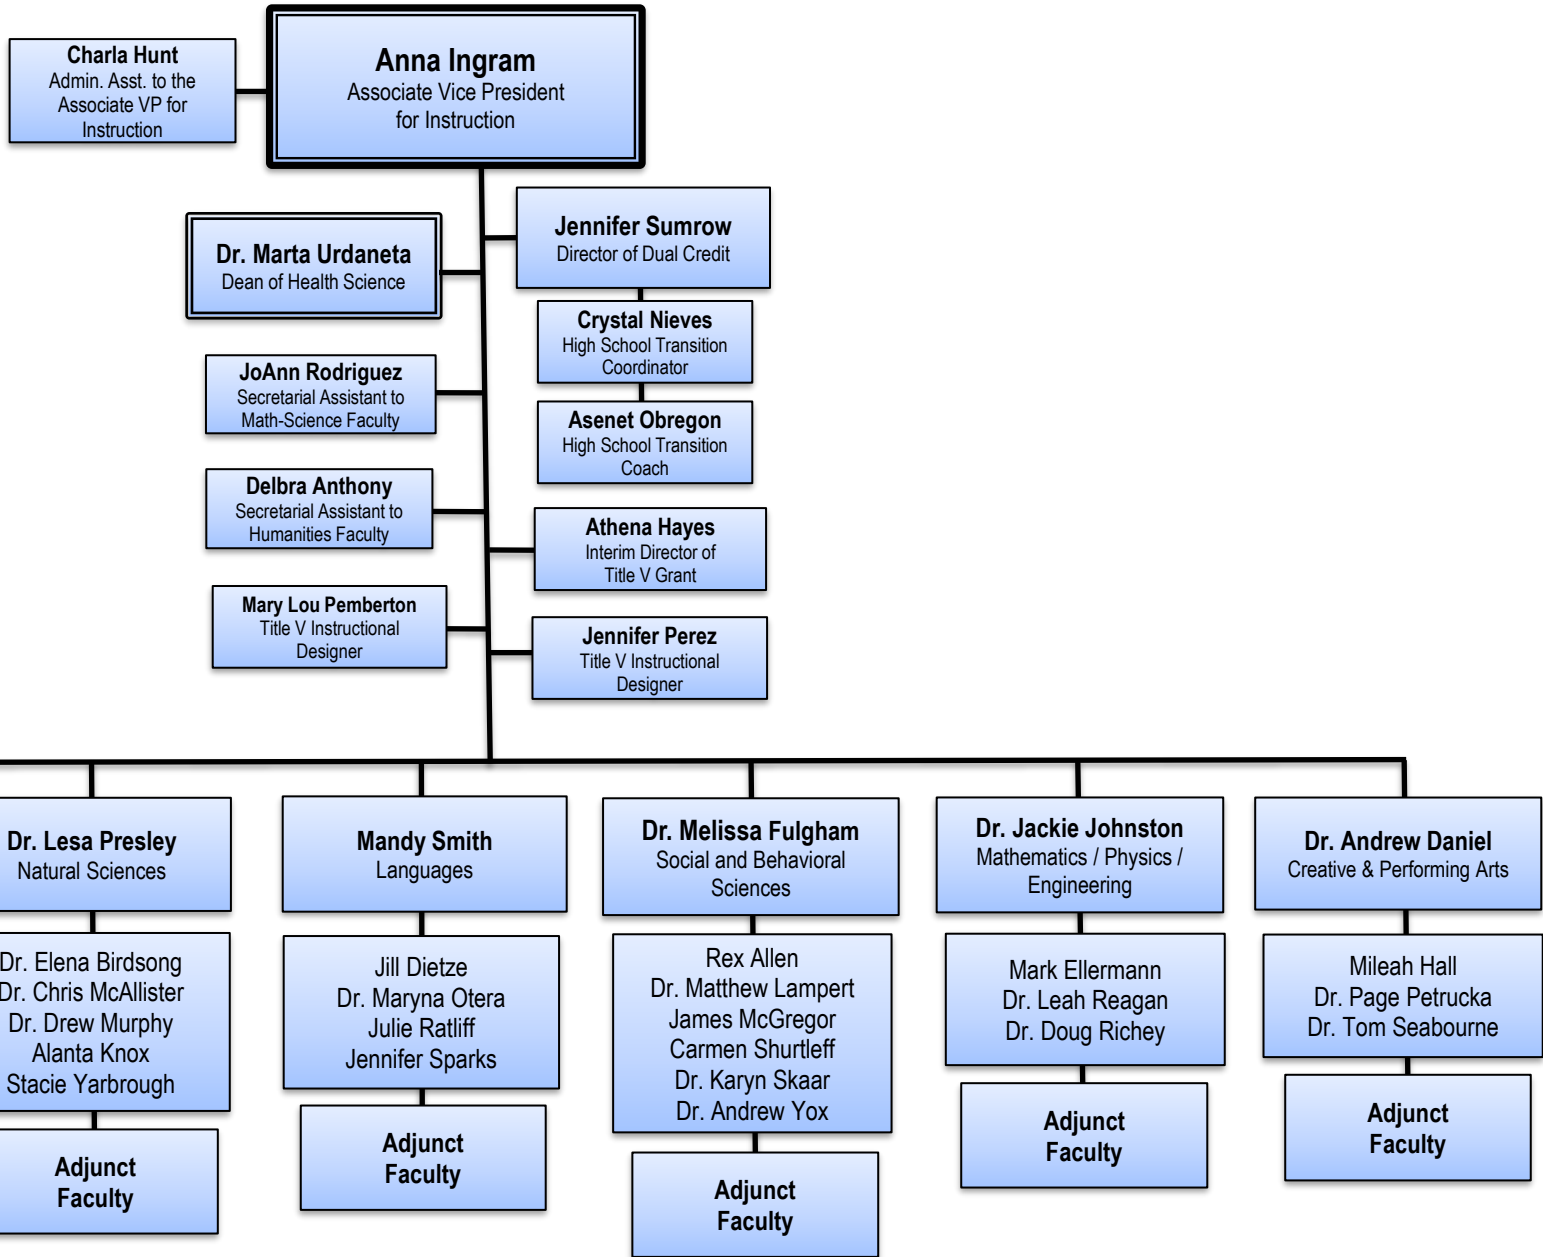 Charla Hunt
Admin. Asst. to the
Associate VP for
Instruction
Anna Ingram
Associate Vice President
for Instruction
Dr. Marta Urdaneta
Dean of Health Science
Jennifer Sumrow
Director of Dual Credit
Crystal Nieves
High School Transition
Coordinator
JoAnn Rodriguez
Secretarial Assistant to
Math-Science Faculty
Asenet Obregon
High School Transition
Coach
Delbra Anthony
Secretarial Assistant to
Humanities Faculty
Athena Hayes
Interim Director of
Title V Grant
Mary Lou Pemberton
Title V Instructional
Designer
Jennifer Perez
Title V Instructional
Designer
Dr. Lesa Presley
Natural Sciences
Dr. Elena Birdsong
Dr. Chris McAllister
Dr. Drew Murphy
Alanta Knox
Stacie Yarbrough
Adjunct
Faculty
Mandy Smith
Languages
Jill Dietze
Dr. Maryna Otera
Julie Ratliff
Jennifer Sparks
Adjunct
Faculty
Dr. Melissa Fulgham
Social and Behavioral
Sciences
Rex Allen
Dr. Matthew Lampert
James McGregor
Carmen Shurtleff
Dr. Karyn Skaar
Dr. Andrew Yox
Adjunct
Faculty
Dr. Jackie Johnston
Mathematics / Physics /
Engineering
Mark Ellermann
Dr. Leah Reagan
Dr. Doug Richey
Adjunct
Faculty
Dr. Andrew Daniel
Creative & Performing Arts
Mileah Hall
Dr. Page Petrucka
Dr. Tom Seabourne
Adjunct
Faculty